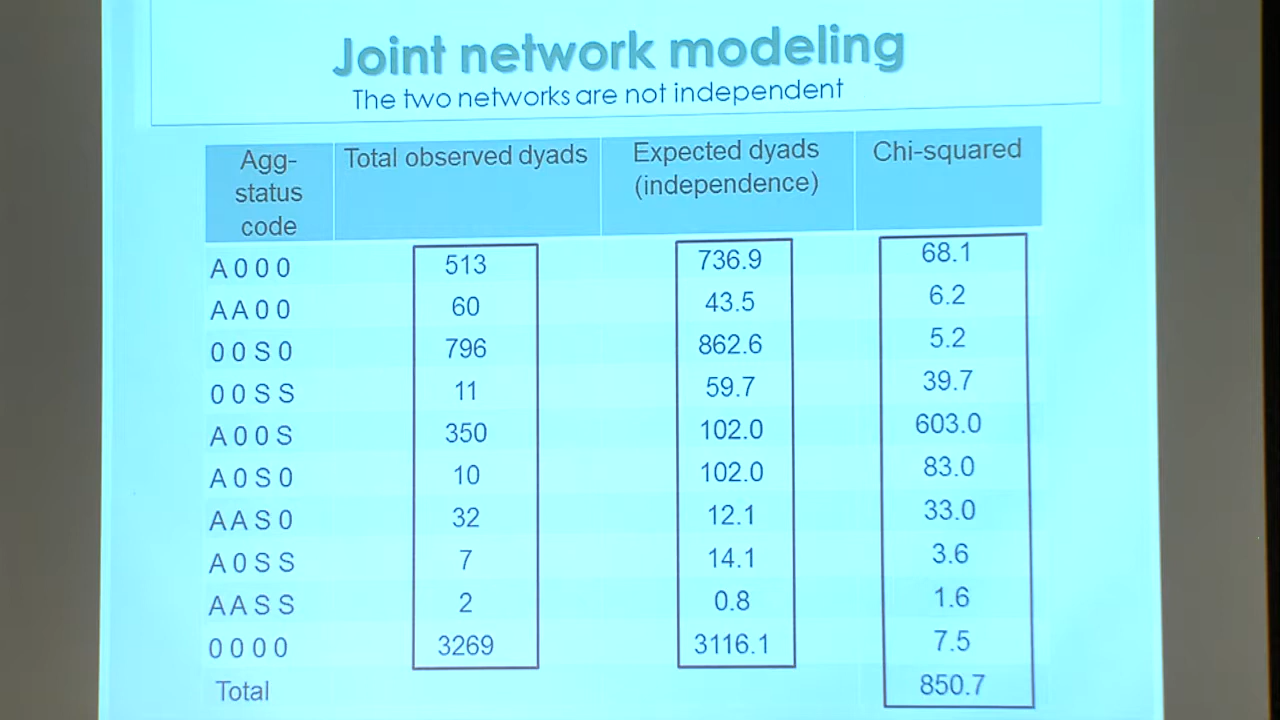 Joint network modeling
The two networks are not independent
Agg-status code Total observed dyads Expected dyads (independence) Chi-squared
A 0 0 0 513 736.9 68.1
A A 0 0 60 43.5 6.2
0 0 S 0 796 862.6 5.2
0 0 S S 11 59.7 39.7
A 0 0 S 350 102.0 603.0
A 0 S 0 10 102.0 83.0
A A S 0 32 12.1 33.0
A 0 S S 7 14.1 3.6
A A S S 2 0.8 1.6
0 0 0 0 3269 3116.1 7.5
Total 850.7